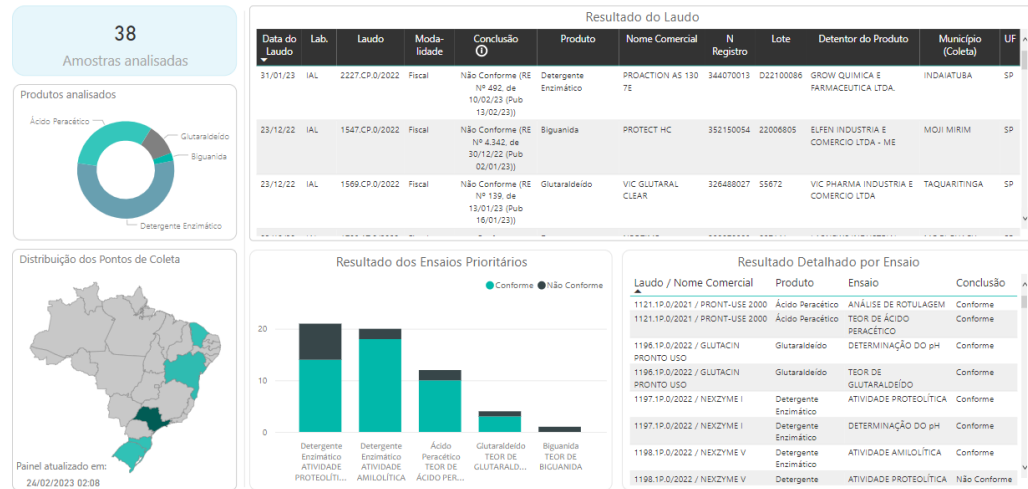 38
Amostras analisadas
Produtos analisados
Ácido Peracético
Glutaraldeído
Biguanida
Detergente Enzimático
Distribuição dos Pontos de Coleta
Painel atualizado em:
24/02/2023 02:08
Resultado do Laudo
Data do Laudo Lab. Laudo Moda-lidade Conclusão Produto Nome Comercial N Registro Lote Detentor do Produto Município (Coleta) UF
31/01/23 IAL 2227.CP.0/2022 Fiscal Não Conforme (RE Nº 492, de 10/02/23 (Pub 13/02/23)) Detergente Enzimático PROACTION AS 130 7E 344070013 D22100086 GROW QUIMICA E FARMACEUTICA LTDA. INDAIATUBA SP
23/12/22 IAL 1547.CP.0/2022 Fiscal Não Conforme (RE Nº 4.342, de 30/12/22 (Pub 02/01/23)) Biguanida PROTECT HC 352150054 22006805 ELFEN INDUSTRIA E COMERCIO LTDA - ME MOJI MIRIM SP
23/12/22 IAL 1569.CP.0/2022 Fiscal Não Conforme (RE Nº 139, de 13/01/23 (Pub 16/01/23)) Glutaraldeído VIC GLUTARAL CLEAR 326488027 S5672 VIC PHARMA INDUSTRIA E COMERCIO LTDA TAQUARITINGA SP
Resultado dos Ensaios Prioritários
Conforme Não Conforme
20
10
0
Detergente Enzimático ATIVIDADE PROTEOLÍTI...
Detergente Enzimático ATIVIDADE AMILOLÍTICA
Ácido Peracético TEOR DE ÁCIDO PER...
Glutaraldeído TEOR DE GLUTARALD...
Biguanida TEOR DE BIGUANIDA
Resultado Detalhado por Ensaio
Laudo / Nome Comercial Produto Ensaio Conclusão
1121.1P.0/2021 / PRONT-USE 2000 Ácido Peracético ANÁLISE DE ROTULAGEM Conforme
1121.1P.0/2021 / PRONT-USE 2000 Ácido Peracético TEOR DE ÁCIDO PERACÉTICO Conforme
1196.1P.0/2022 / GLUTACIN PRONTO USO Glutaraldeído DETERMINAÇÃO DO pH Conforme
1196.1P.0/2022 / GLUTACIN PRONTO USO Glutaraldeído TEOR DE GLUTARALDEÍDO Conforme
1197.1P.0/2022 / NEXZYME I Detergente Enzimático ATIVIDADE PROTEOLÍTICA Conforme
1197.1P.0/2022 / NEXZYME I Detergente Enzimático DETERMINAÇÃO DO pH Conforme
1198.1P.0/2022 / NEXZYME V Detergente Enzimático ATIVIDADE AMILOLÍTICA Conforme
1198.1P.0/2022 / NEXZYME V Detergente ATIVIDADE PROTEOLÍTICA Não Conforme